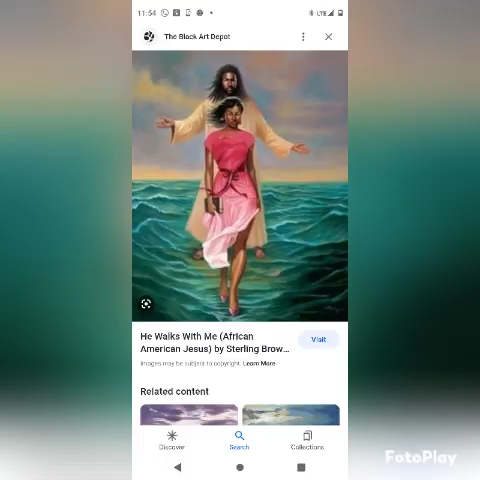 11:54
LTE
The Black Art Depot
He Walks With Me (African
American Jesus) by Sterling Brow...
Visit
Images may be subject to copyright. Learn More
Related content
Discover
Search
Collections
FotoPlay